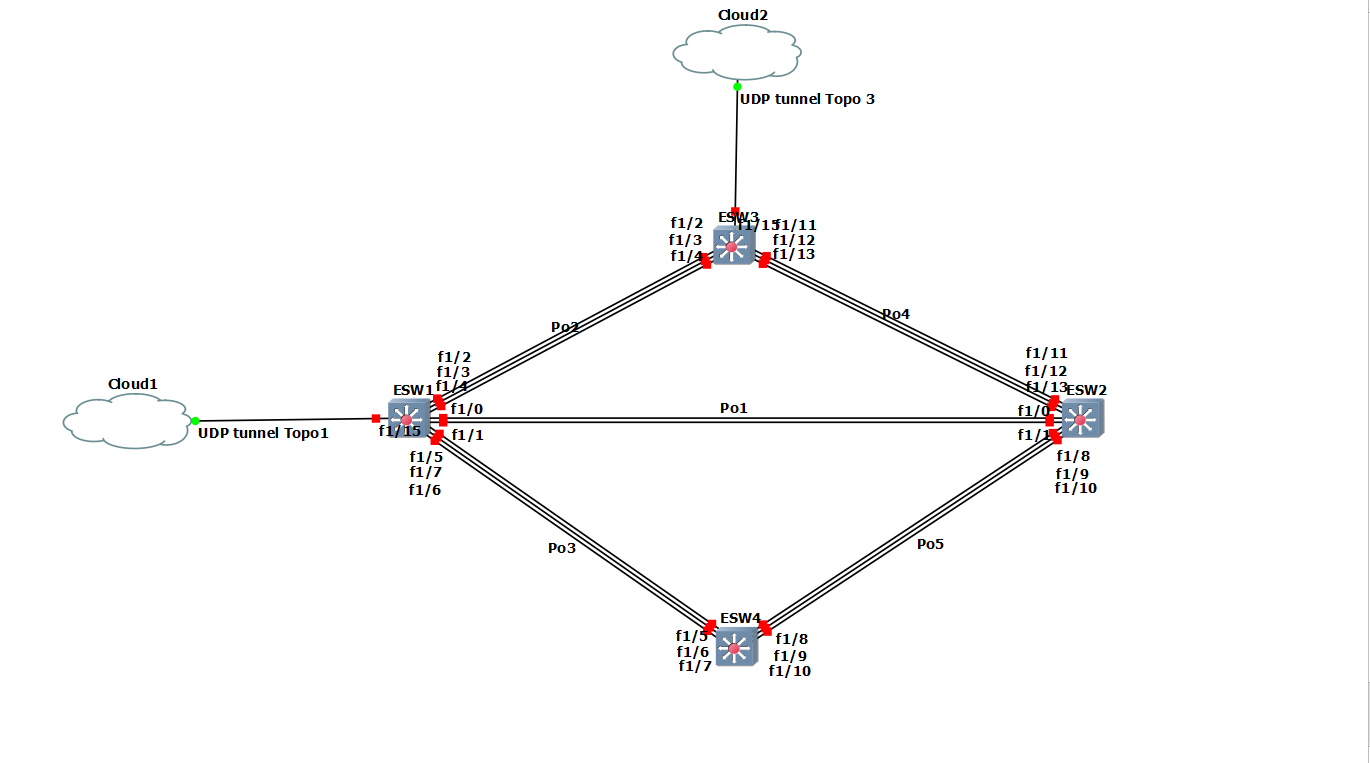 Cloud2
UDP tunnel Topo 3
ESW3
f1/2
f1/3
f1/4
f1/15
f1/11
f1/12
f1/13
Po2
Po4
f1/2
f1/3
f1/4
f1/11
f1/12
f1/13
Cloud1
UDP tunnel Topo1
ESW1
f1/15
f1/0
f1/1
Po1
ESW2
f1/0
f1/1
f1/5
f1/7
f1/6
f1/8
f1/9
f1/10
Po3
Po5
ESW4
f1/5
f1/6
f1/7
f1/8
f1/9
f1/10